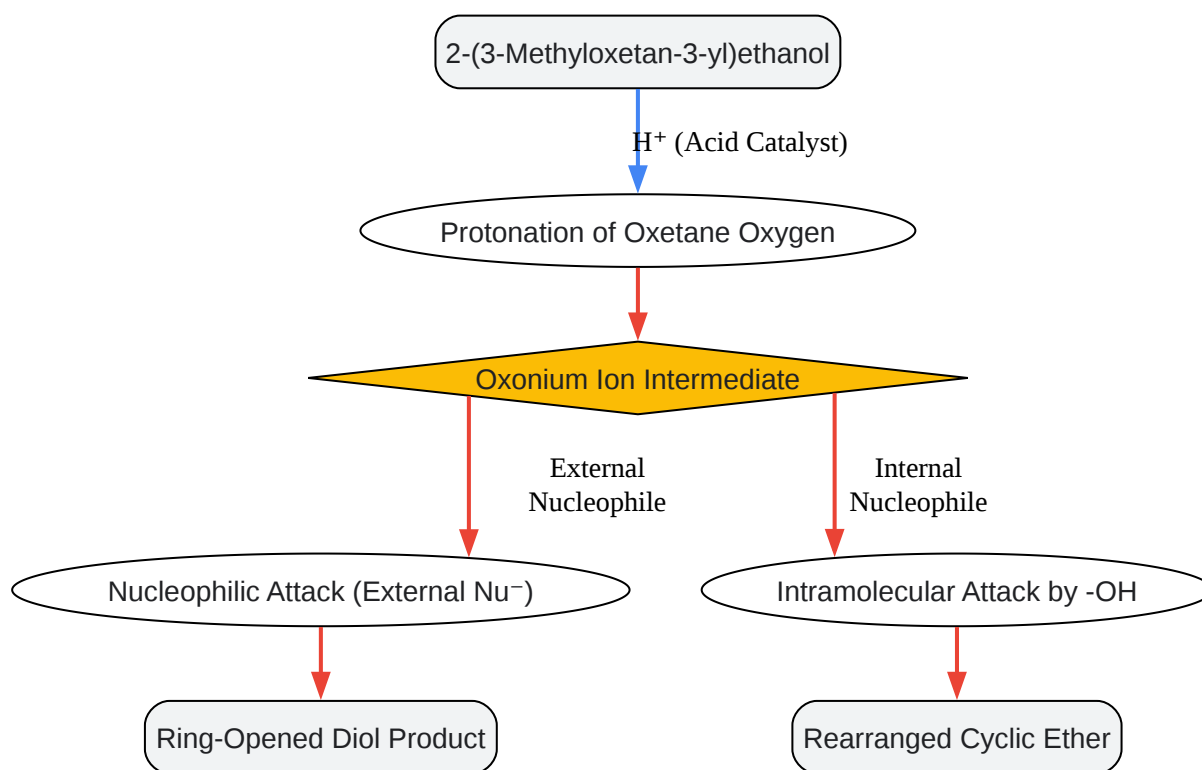 2-(3-Methyloxetan-3-yl)ethanol
H⁺ (Acid Catalyst)
Protonation of Oxetane Oxygen
Oxonium Ion Intermediate
External
Nucleophile
Internal
Nucleophile
Nucleophilic Attack (External Nu⁻)
Intramolecular Attack by -OH
Ring-Opened Diol Product
Rearranged Cyclic Ether